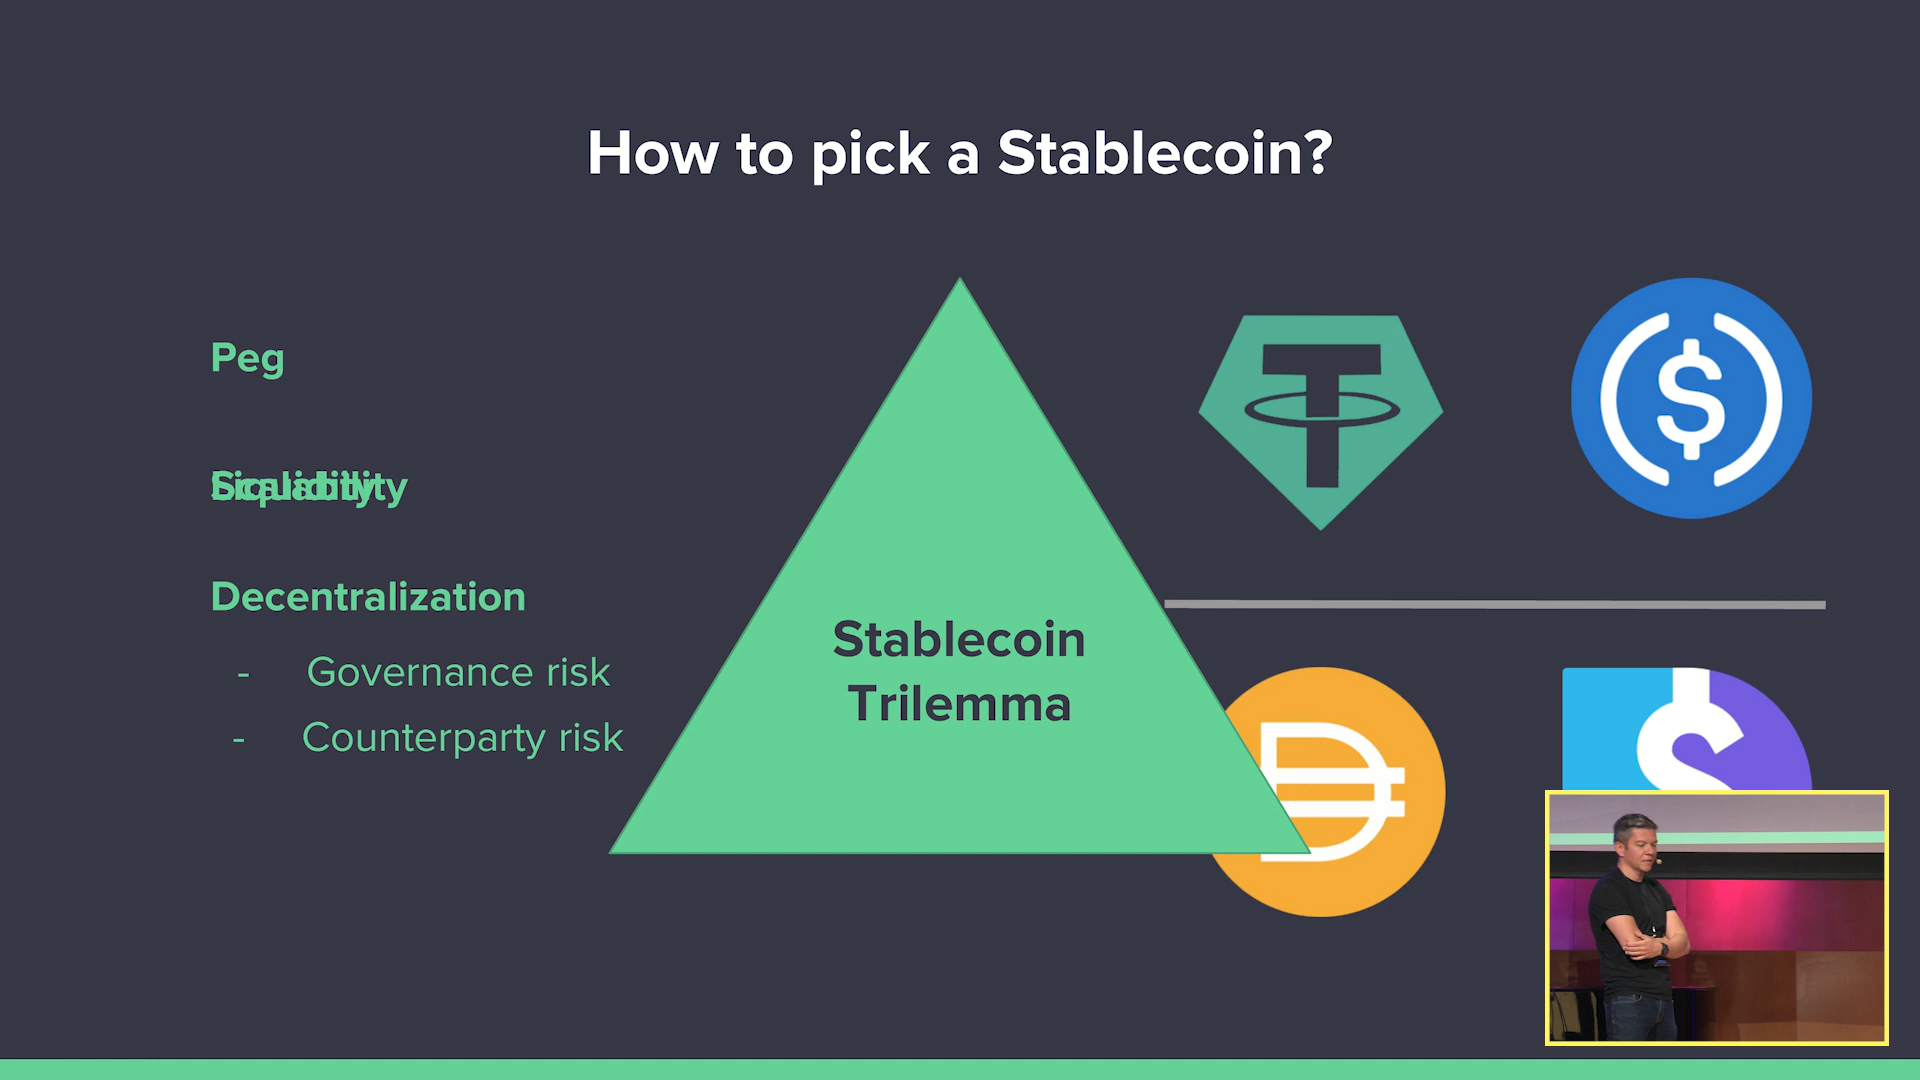 How to pick a Stablecoin?
Peg
Decentralization
- Governance risk
- Counterparty risk
Stablecoin
Trilemma